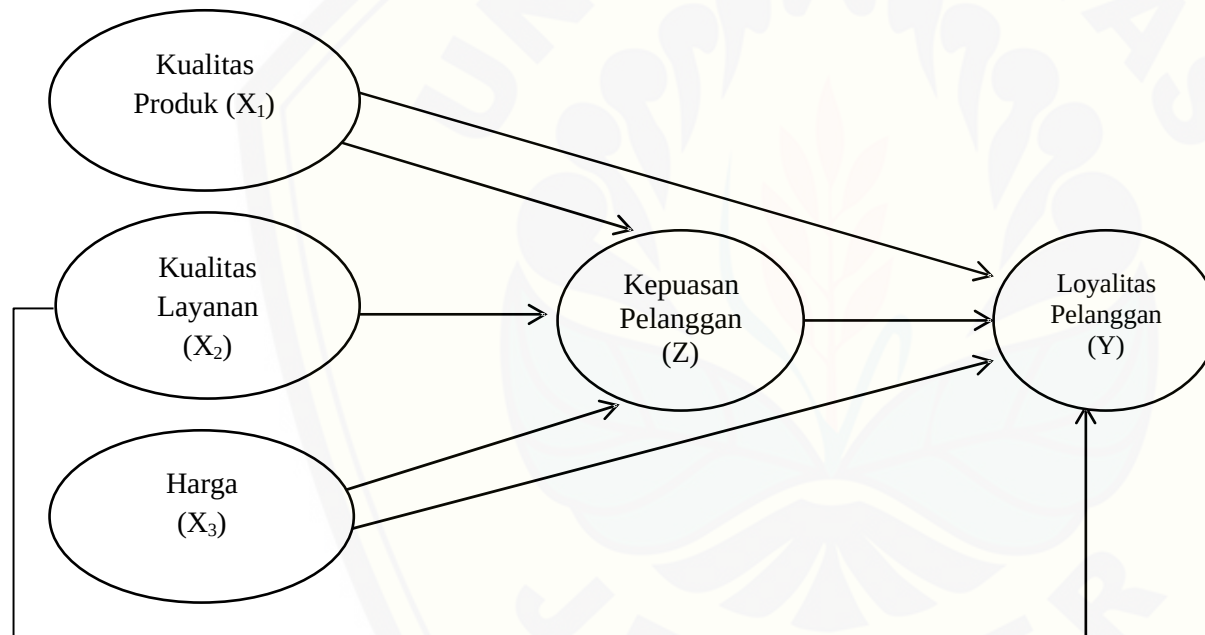 Kualitas
Produk (X₁)
Kualitas
Layanan
(X₂)
Harga
(X₃)
Kepuasan
Pelanggan
(Z)
Loyalitas
Pelanggan
(Y)